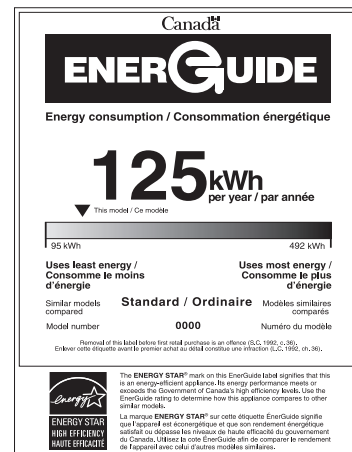 Canada
ENERGUIDE
Energy consumption / Consommation énergétique
125 kWh
per year / par année
This model / Ce modèle
95 kWh 492 kWh
Uses least energy / Uses most energy /
Consomme le moins Consomme le plus
d'énergie d'énergie
Similar models Standard / Ordinaire Modèles similaires
compared comparés
Model number 0000 Numéro du modèle
Removal of this label before first retail purchase is an offence (S.C. 1992, c.36).
Enlever cette étiquette avant le premier achat au détail constitue une infraction (L.C. 1992, ch.36).
energy
ENERGY STAR
HIGH EFFICIENCY
HAUTE EFFICACITÉ
The ENERGY STAR® mark on this EnerGuide label signifies that this
is an energy-efficient appliance. Its energy performance meets or
exceeds the Government of Canada's high efficiency levels. Use the
EnerGuide rating to determine how this appliance compares to other
similar models.
La marque ENERGY STAR® sur cette étiquette ÉnerGuide signifie
que l'appareil est éconergétique et que son rendement énergétique
satisfait ou dépasse les niveaux de haute efficacité du gouvernement
du Canada. Utilisez la cote ÉnerGuide afin de comparer le rendement
de l'appareil avec celui d'autres modèles similaires.